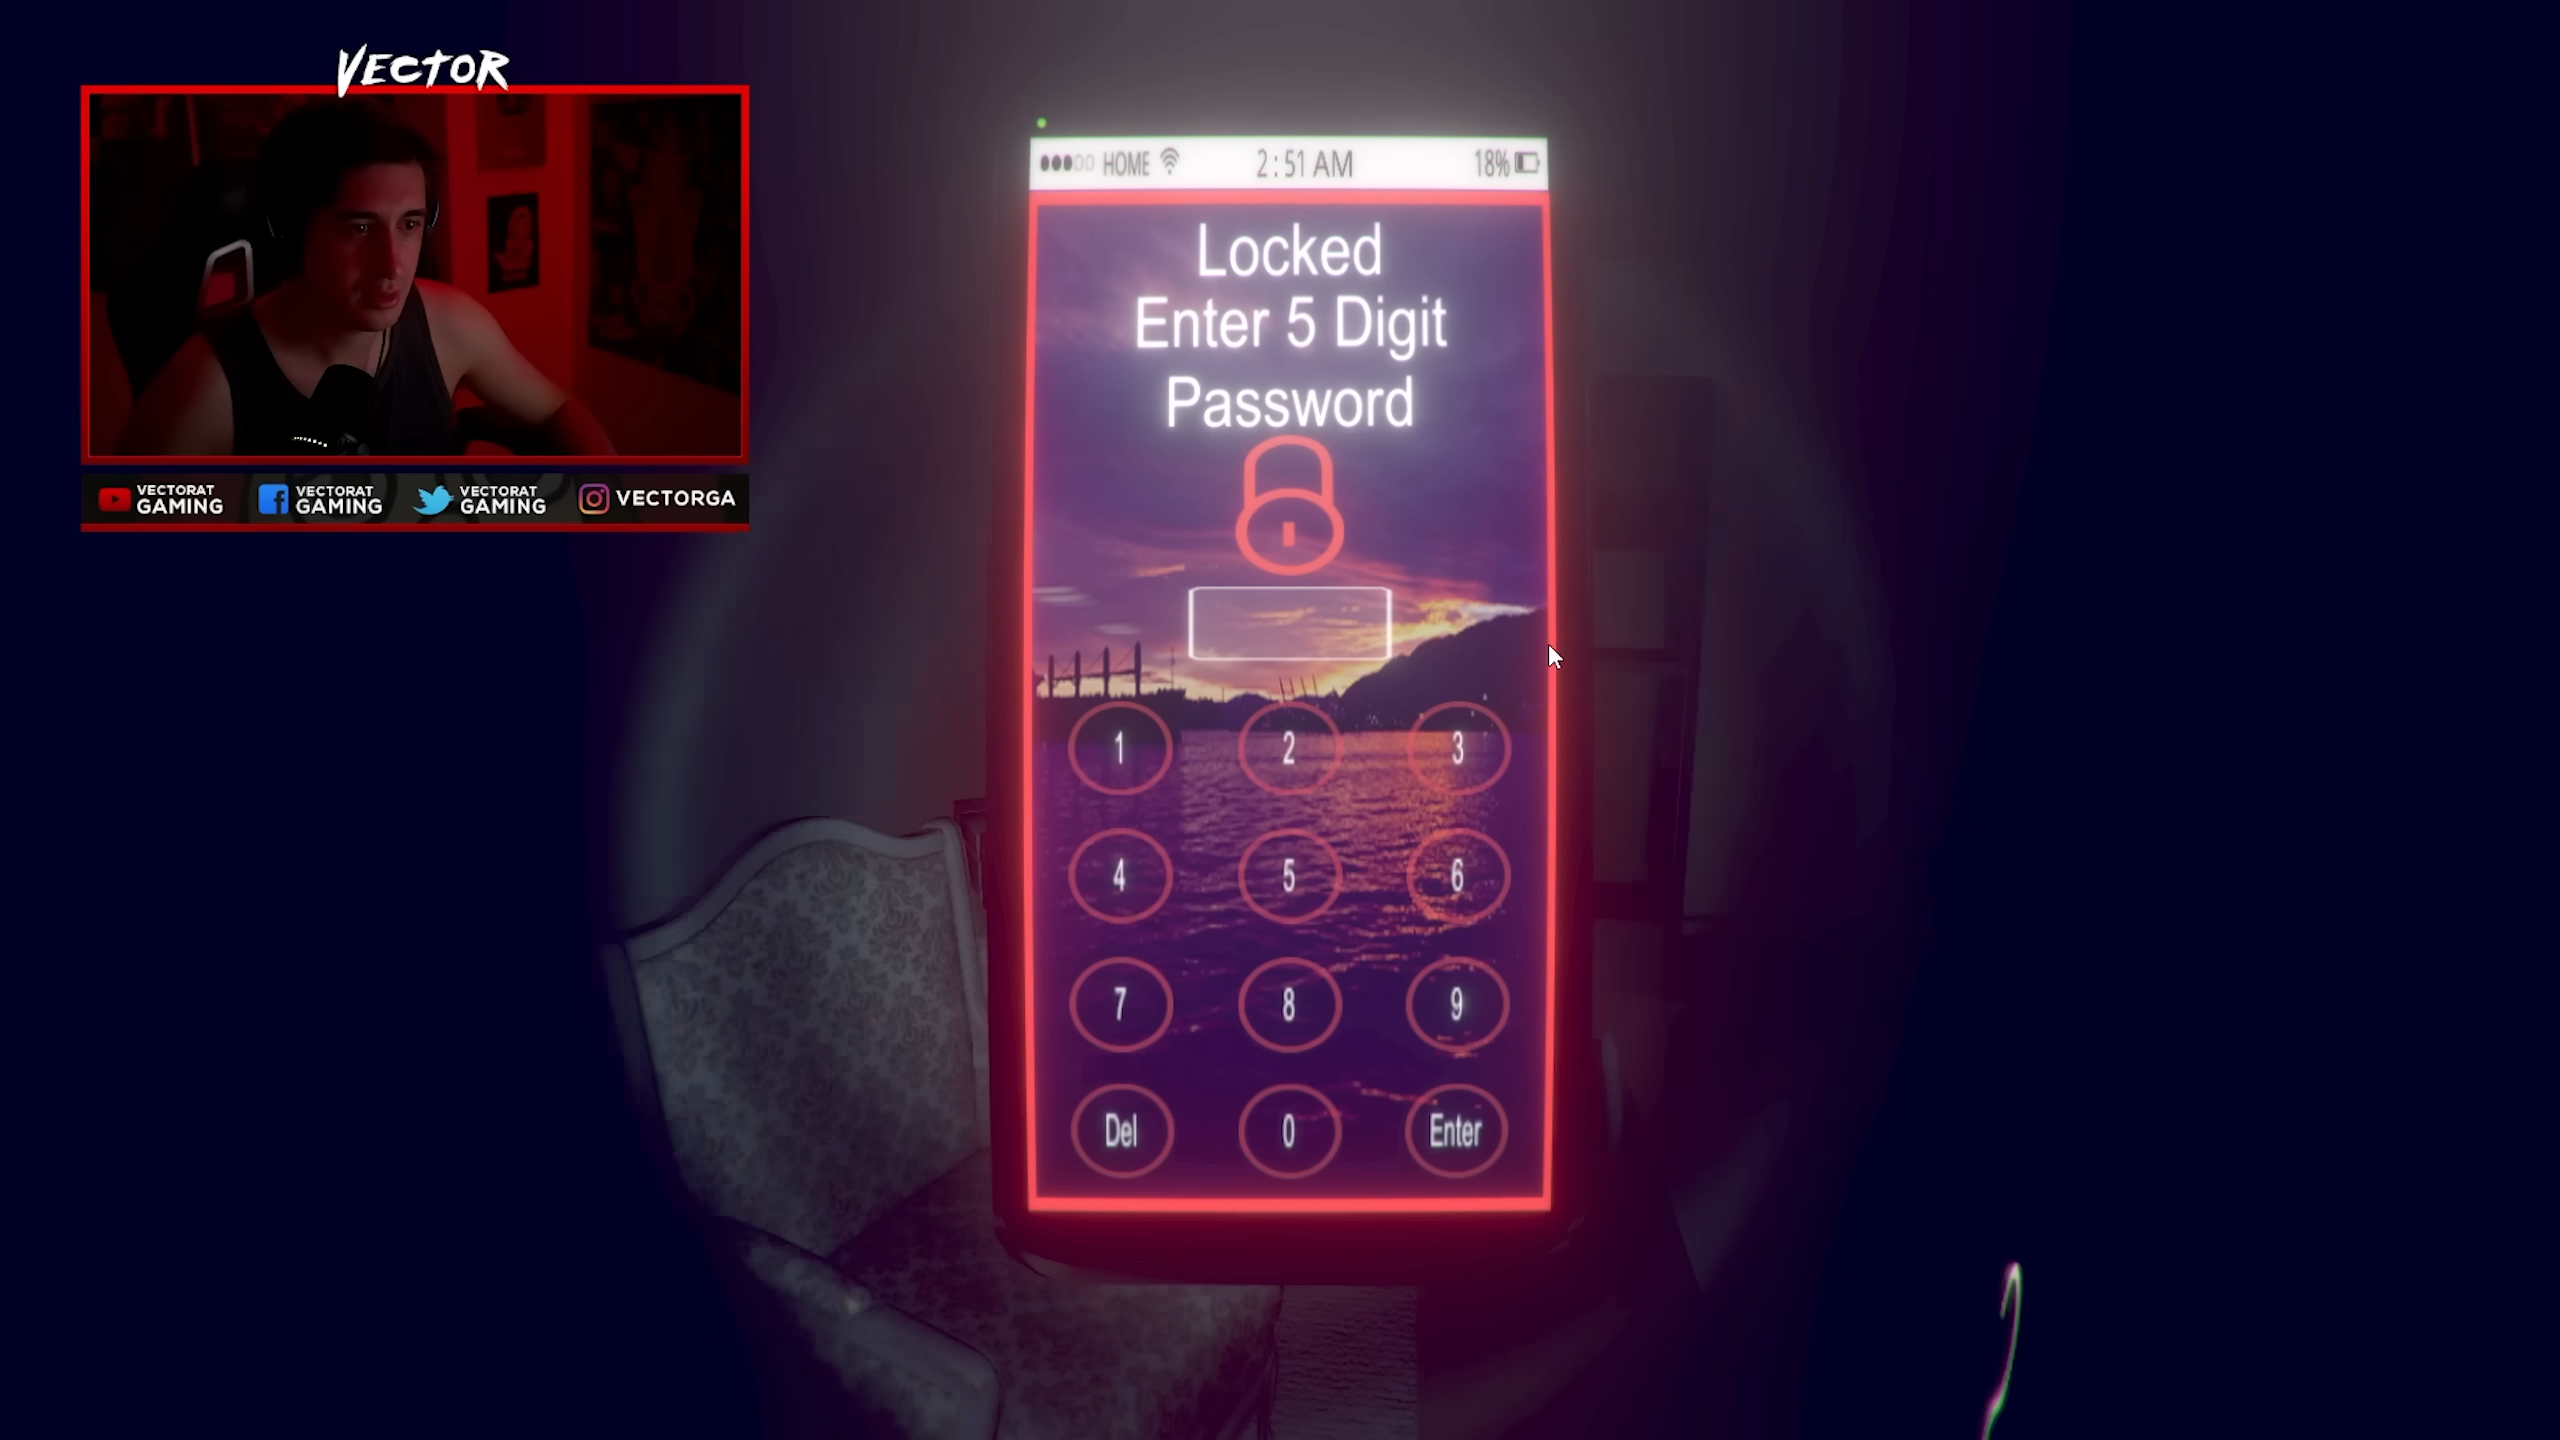 VECTOR
VECTORAT GAMING
VECTORAT GAMING
VECTORAT GAMING
VECTORGA
HOME 2:51 AM 18%
Locked
Enter 5 Digit
Password
1 2 3
4 5 6
7 8 9
Del 0 Enter